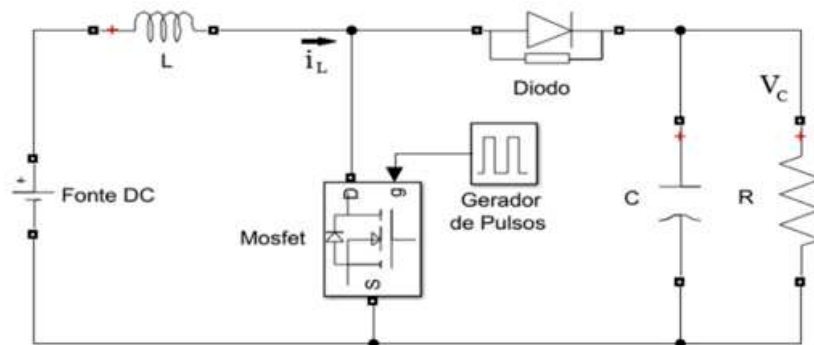 L
i_L
Diodo
V_C
Fonte DC
Mosfet
D
g
S
Gerador
de Pulsos
C
R